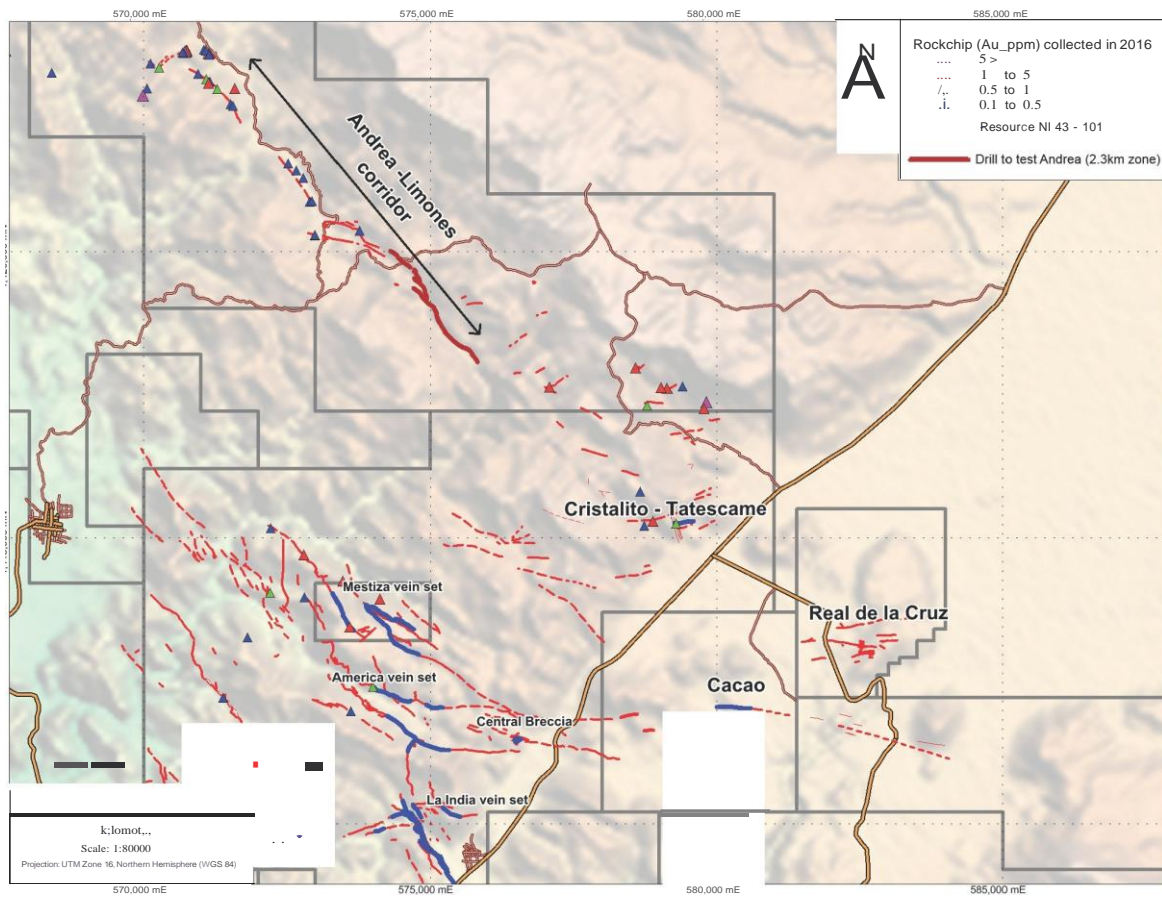 570,000 mE
575,000 mE
580,000 mE
585,000 mE
N
A
Rockchip (Au_ppm) collected in 2016
.... 5 >
.... 1 to 5
/,. 0.5 to 1
.i. 0.1 to 0.5
Resource NI 43 - 101
Drill to test Andrea (2.3km zone)
Andrea -Limones
corridor
Cristalito - Tatescame
Mestiza vein set
Real de la Cruz
America vein set
Cacao
Central Breccia
La India vein set
k;lomot,.,
Scale: 1:80000
Projection: UTM Zone 16, Northern Hemisphere (WGS 84)
570,000 mE
575,000 mE
580,000 mE
585,000 mE